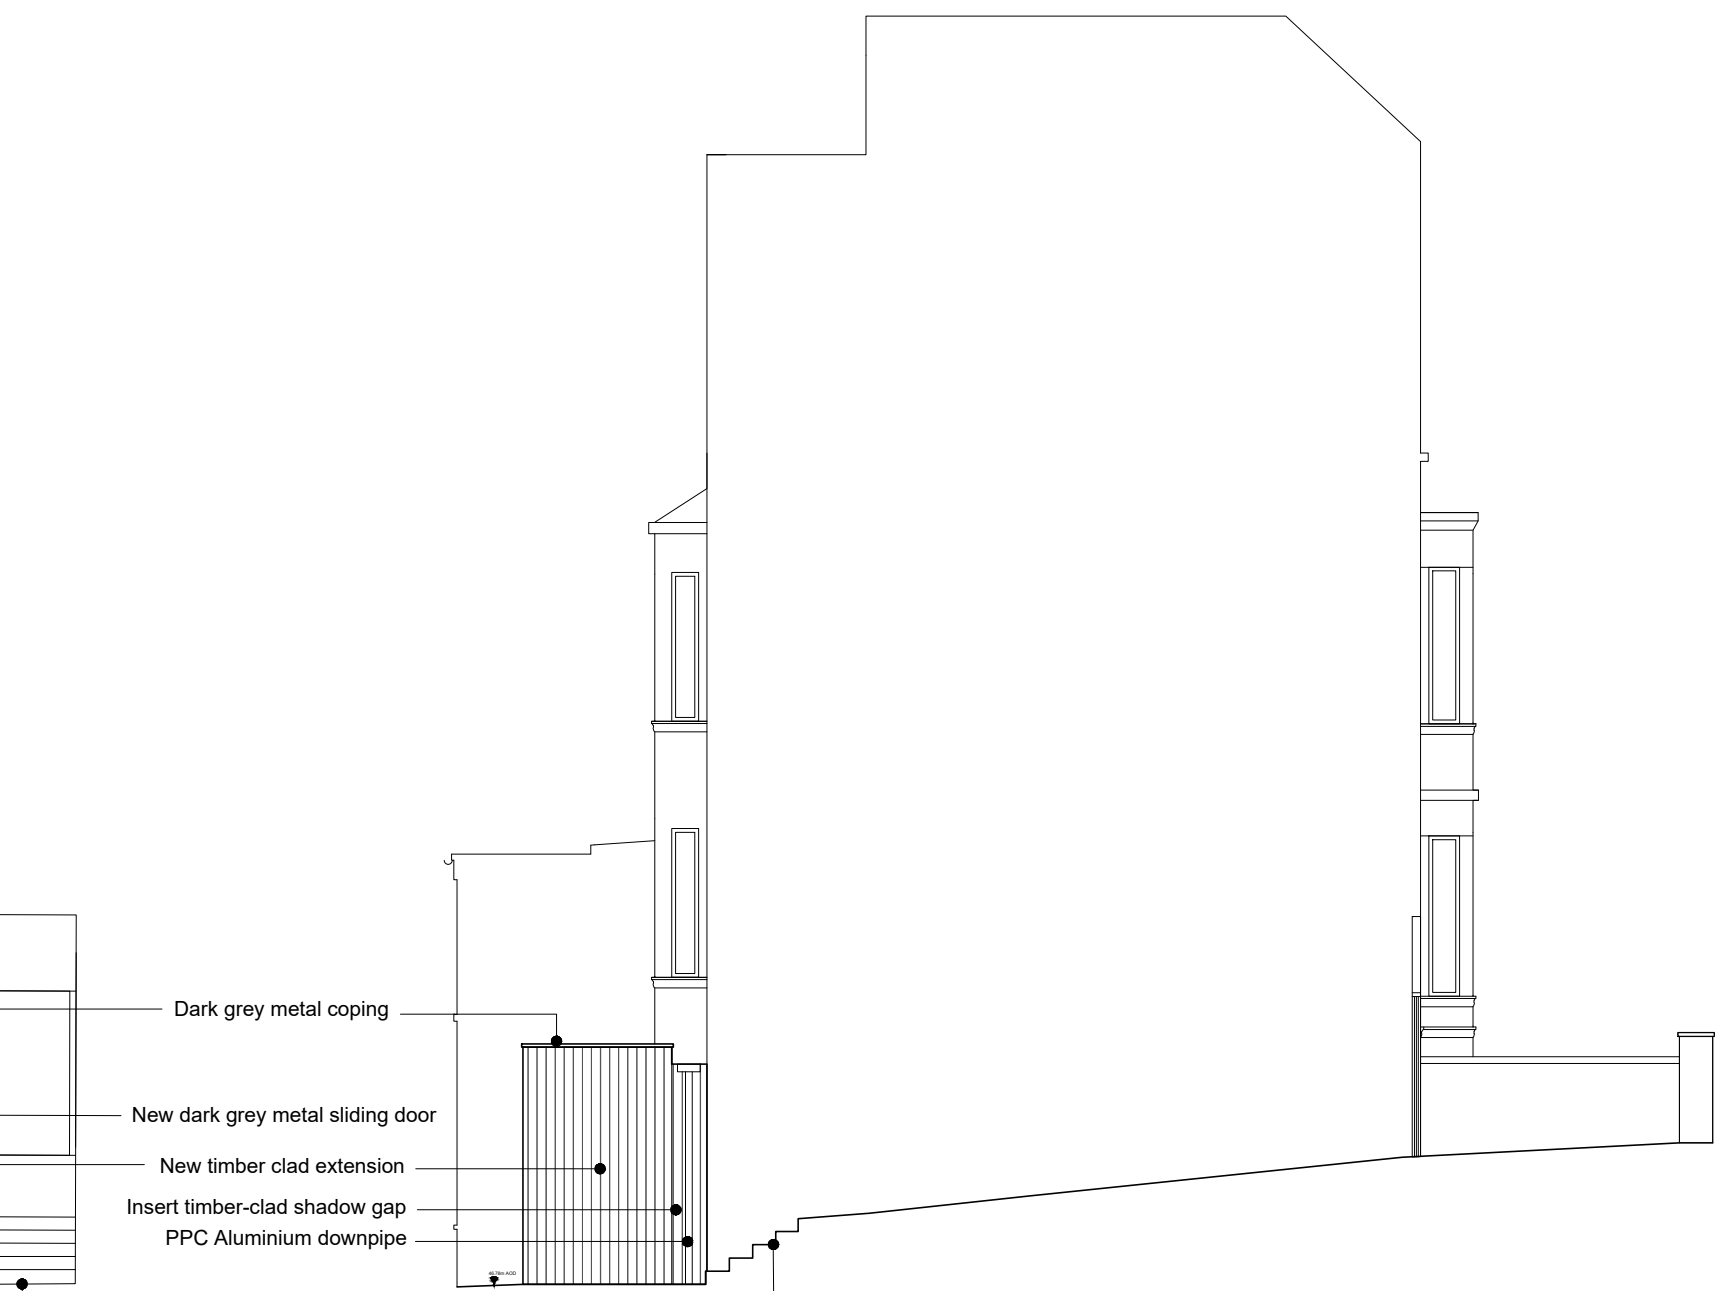 Dark grey metal coping
New dark grey metal sliding door
New timber clad extension
Insert timber-clad shadow gap
PPC Aluminium downpipe